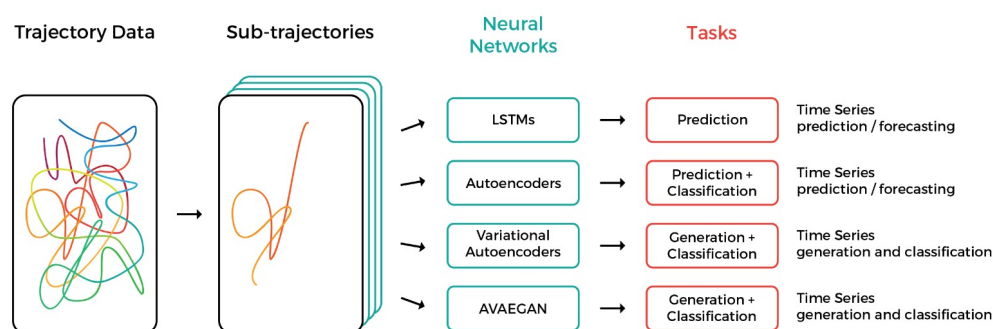 Trajectory Data
Sub-trajectories
Neural
Networks
Tasks
LSTMs
Prediction
Time Series
prediction / forecasting
Autoencoders
Prediction +
Classification
Time Series
prediction / forecasting
Variational
Autoencoders
Generation +
Classification
Time Series
generation and classification
AVAEGAN
Generation +
Classification
Time Series
generation and classification